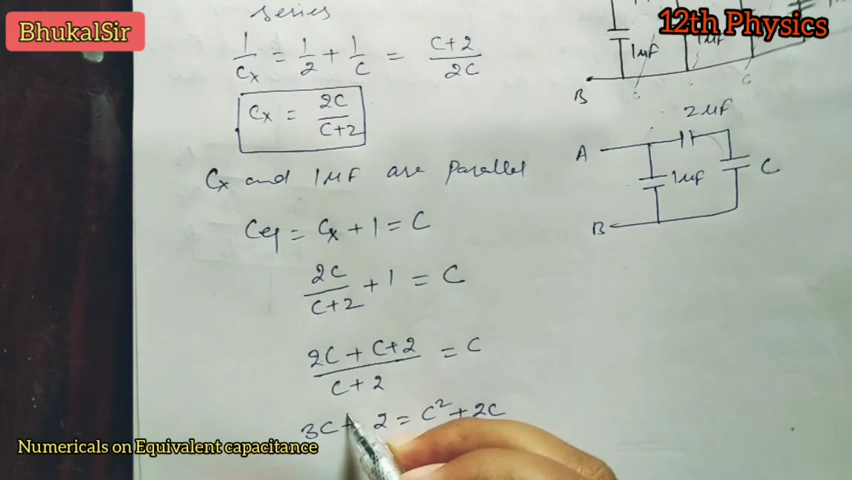 BhukalSir
12th Physics
series
1/Cx = 1/2 + 1/C = C+2/2C
Cx = 2C/C+2
Cx and 1μF are parallel
Ceq = Cx + 1 = C
2C/C+2 + 1 = C
2C + C+2/C+2 = C
3C + 2 = C² + 2C
1μF
1μF
B
C
C
2μF
A
1μF
C
B
Numericals on Equivalent capacitance